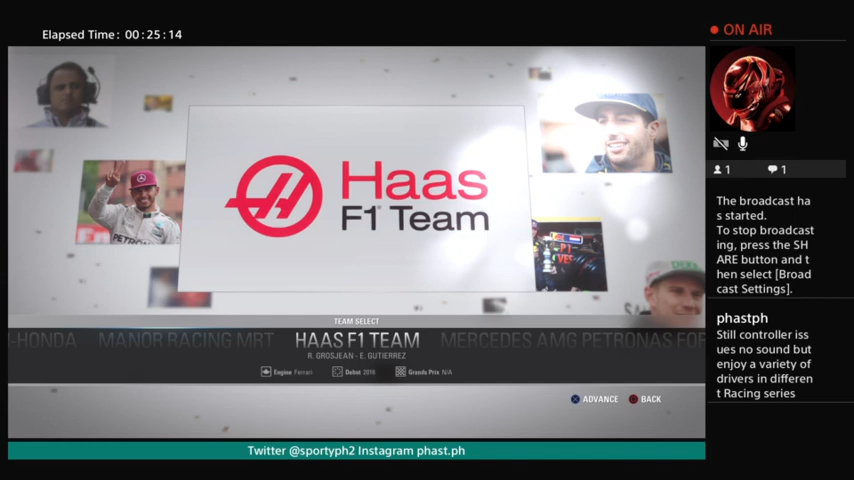 Elapsed Time: 00:25:14
ON AIR
Haas
F1 Team
PETRON
1 1
The broadcast ha
s started.
To stop broadcast
ing, press the SH
ARE button and t
hen select [Broad
cast Settings].
phastph
Still controller iss
ues no sound but
enjoy a variety of
drivers in differen
t Racing series
TEAM SELECT
-HONDA MANOR RACING MRT HAAS F1 TEAM MERCEDES AMG PETRONAS FOR
R. GROSJEAN - E. GUTIERREZ
Engine Ferrari Debut 2016 Grands Prix N/A
ADVANCE BACK
Twitter @sportyph2 Instagram phast.ph